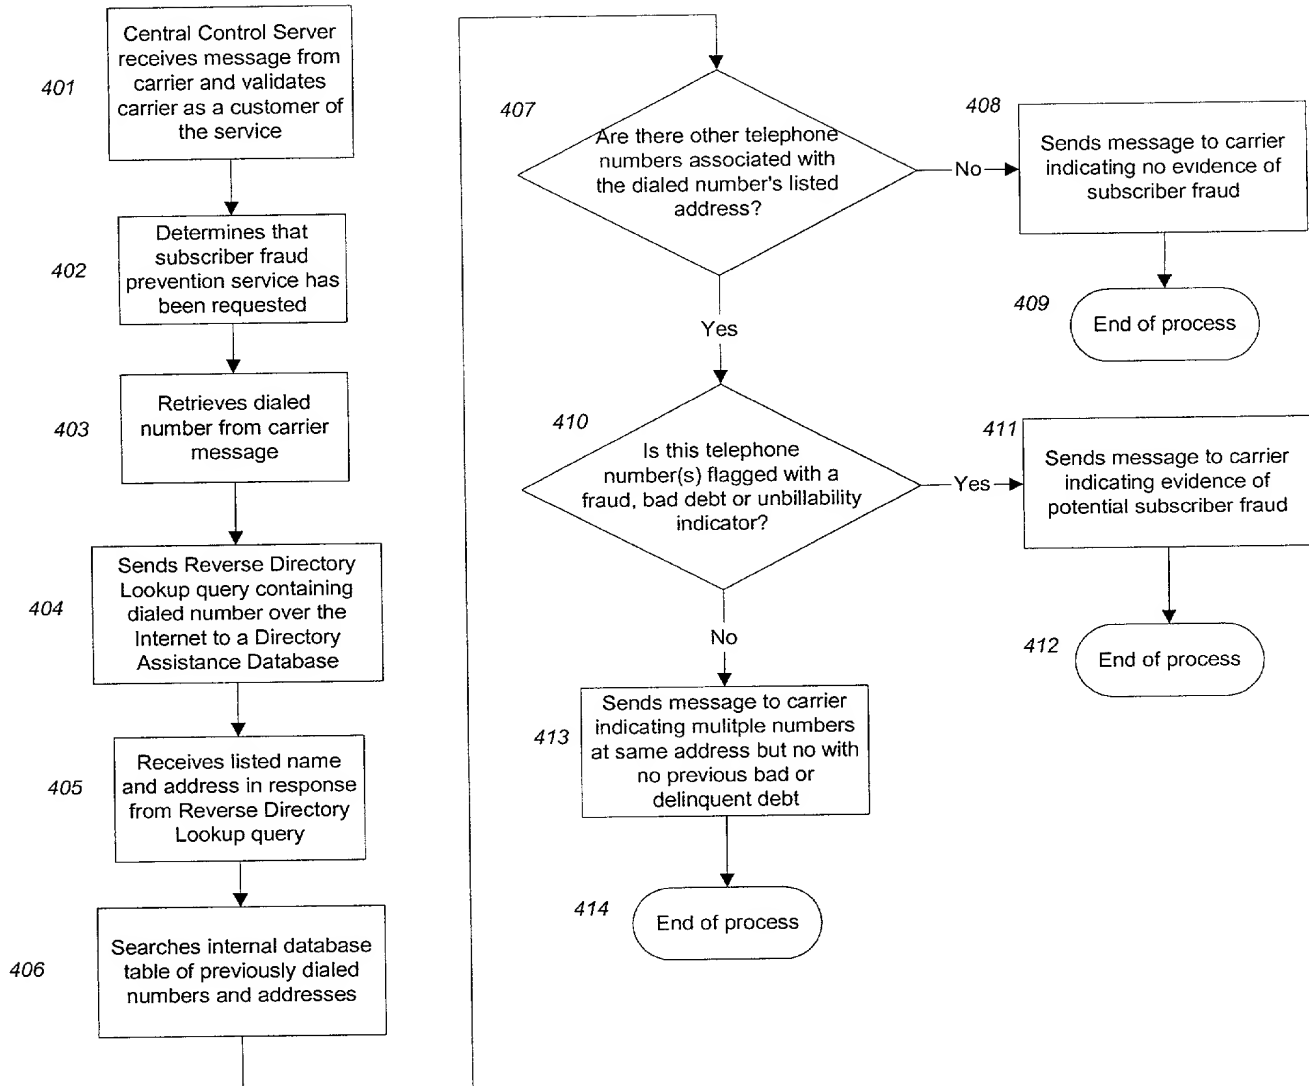 401
Central Control Server
receives message from
carrier and validates
carrier as a customer of
the service
402
Determines that
subscriber fraud
prevention service has
been requested
403
Retrieves dialed
number from carrier
message
404
Sends Reverse Directory
Lookup query containing
dialed number over the
Internet to a Directory
Assistance Database
405
Receives listed name
and address in response
from Reverse Directory
Lookup query
406
Searches internal database
table of previously dialed
numbers and addresses
407
Are there other telephone
numbers associated with
the dialed number's listed
address?
No
408
Sends message to carrier
indicating no evidence of
subscriber fraud
409
End of process
Yes
410
Is this telephone
number(s) flagged with a
fraud, bad debt or unbillability
indicator?
Yes
411
Sends message to carrier
indicating evidence of
potential subscriber fraud
412
End of process
No
413
Sends message to carrier
indicating mulitple numbers
at same address but no with
no previous bad or
delinquent debt
414
End of process